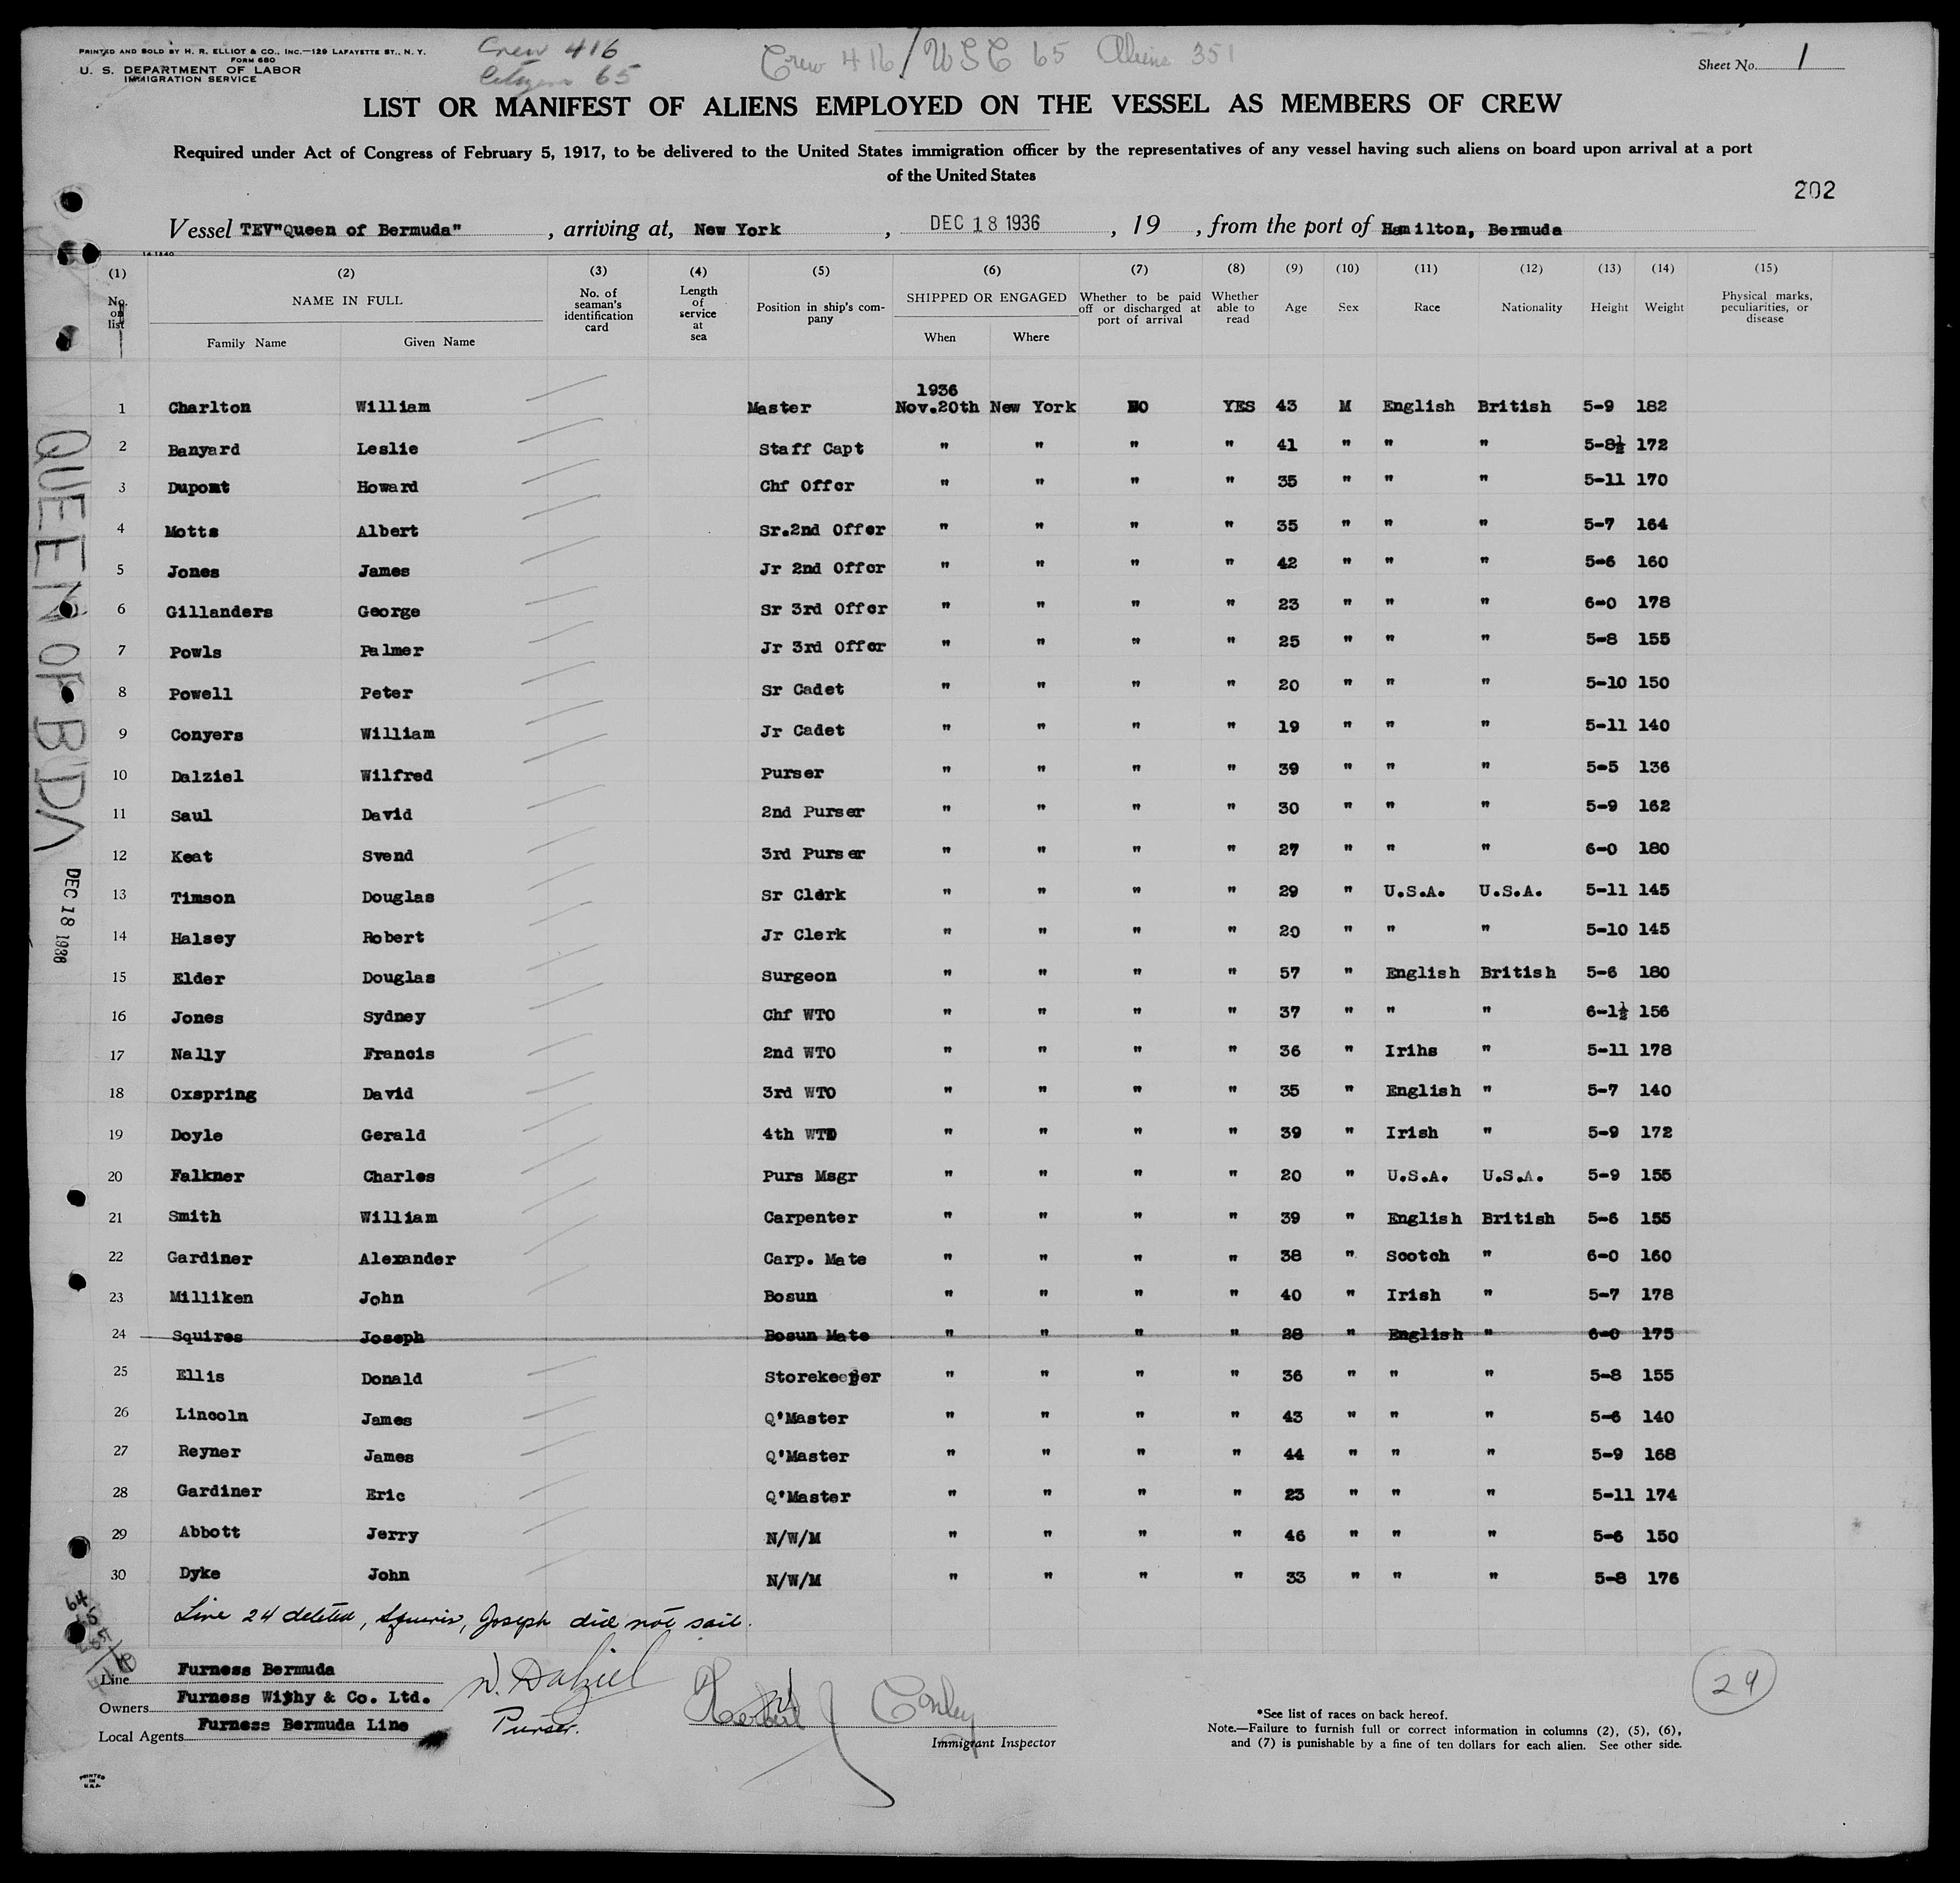 PRINTED AND SOLD BY H. R. ELLIOT & CO., INC.—129 LAFAYETTE ST., N. Y.
FORM 680
U. S. DEPARTMENT OF LABOR
IMMIGRATION SERVICE
Crew 416
Citizens 65
Crew 416 / USC 65 Aliens 351
Sheet No. 1
LIST OR MANIFEST OF ALIENS EMPLOYED ON THE VESSEL AS MEMBERS OF CREW
Required under Act of Congress of February 5, 1917, to be delivered to the United States immigration officer by the representatives of any vessel having such aliens on board upon arrival at a port
of the United States
202
Vessel TEV"Queen of Bermuda", arriving at, New York, DEC 18 1936, 19 , from the port of Hamilton, Bermuda
14-1240
(1) (2) (3) (4) (5) (6) (7) (8) (9) (10) (11) (12) (13) (14) (15)
No. on list NAME IN FULL Family Name Given Name No. of seaman's identification card Length of service at sea Position in ship's company SHIPPED OR ENGAGED When Where Whether to be paid off or discharged at port of arrival Whether able to read Age Sex Race Nationality Height Weight Physical marks, peculiarities, or disease
1936
1 Charlton William Master Nov.20th New York NO YES 43 M English British 5-9 182
2 Banyard Leslie Staff Capt " " " " 41 " " " 5-8½ 172
3 Dupont Howard Chf Offer " " " " 35 " " " 5-11 170
4 Motts Albert Sr.2nd Offer " " " " 35 " " " 5-7 164
5 Jones James Jr 2nd Offer " " " " 42 " " " 5-6 160
6 Gillanders George Sr 3rd Offer " " " " 23 " " " 6-0 178
7 Powls Palmer Jr 3rd Offer " " " " 25 " " " 5-8 155
8 Powell Peter Sr Cadet " " " " 20 " " " 5-10 150
9 Conyers William Jr Cadet " " " " 19 " " " 5-11 140
10 Dalziel Wilfred Purser " " " " 39 " " " 5-5 136
11 Saul David 2nd Purser " " " " 30 " " " 5-9 162
12 Keat Svend 3rd Purser " " " " 27 " " " 6-0 180
13 Timson Douglas Sr Clerk " " " " 29 " U.S.A. U.S.A. 5-11 145
14 Halsey Robert Jr Clerk " " " " 20 " " " 5-10 145
15 Elder Douglas Surgeon " " " " 57 " English British 5-6 180
16 Jones Sydney Chf WTO " " " " 37 " " " 6-1½ 156
17 Nally Francis 2nd WTO " " " " 36 " Irihs " 5-11 178
18 Oxspring David 3rd WTO " " " " 35 " English " 5-7 140
19 Doyle Gerald 4th WTO " " " " 39 " Irish " 5-9 172
20 Falkner Charles Purs Msgr " " " " 20 " U.S.A. U.S.A. 5-9 155
21 Smith William Carpenter " " " " 39 " English British 5-6 155
22 Gardiner Alexander Carp. Mate " " " " 38 " Scotch " 6-0 160
23 Milliken John Bosun " " " " 40 " Irish " 5-7 178
24 Squires Joseph Bosun Mate " " " " 28 " English " 6-0 175
25 Ellis Donald Storekeeper " " " " 36 " " " 5-8 155
26 Lincoln James Q'Master " " " " 43 " " " 5-6 140
27 Reyner James Q'Master " " " " 44 " " " 5-9 168
28 Gardiner Eric Q'Master " " " " 23 " " " 5-11 174
29 Abbott Jerry N/W/M " " " " 46 " " " 5-6 150
30 Dyke John N/W/M " " " " 33 " " " 5-8 176
Line 24 deleted, Squires, Joseph did not sail.
QUEEN OF B'DA
DEC 18 1936
Line Furness Bermuda
Owners Furness Withy & Co. Ltd.
Local Agents Furness Bermuda Line
W. Dalziel
Purser.
Conley
Immigrant Inspector
29
*See list of races on back hereof.
Note.—Failure to furnish full or correct information in columns (2), (5), (6),
and (7) is punishable by a fine of ten dollars for each alien. See other side.
PRINTED
IN
U.S.A.